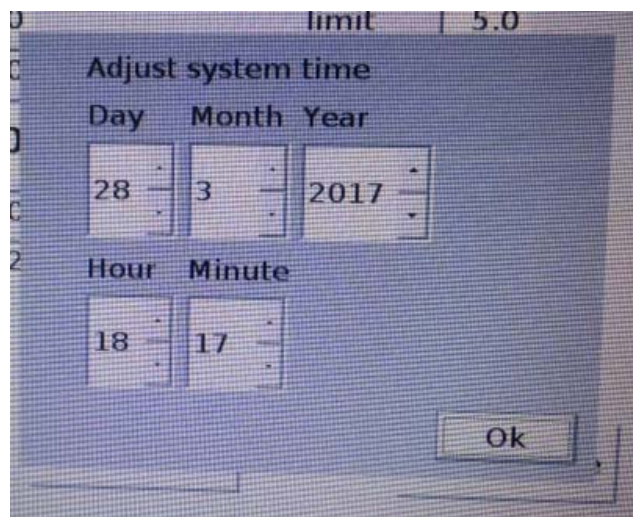 limit 5.0
Adjust system time
Day Month Year
28 3 2017
Hour Minute
18 17
Ok